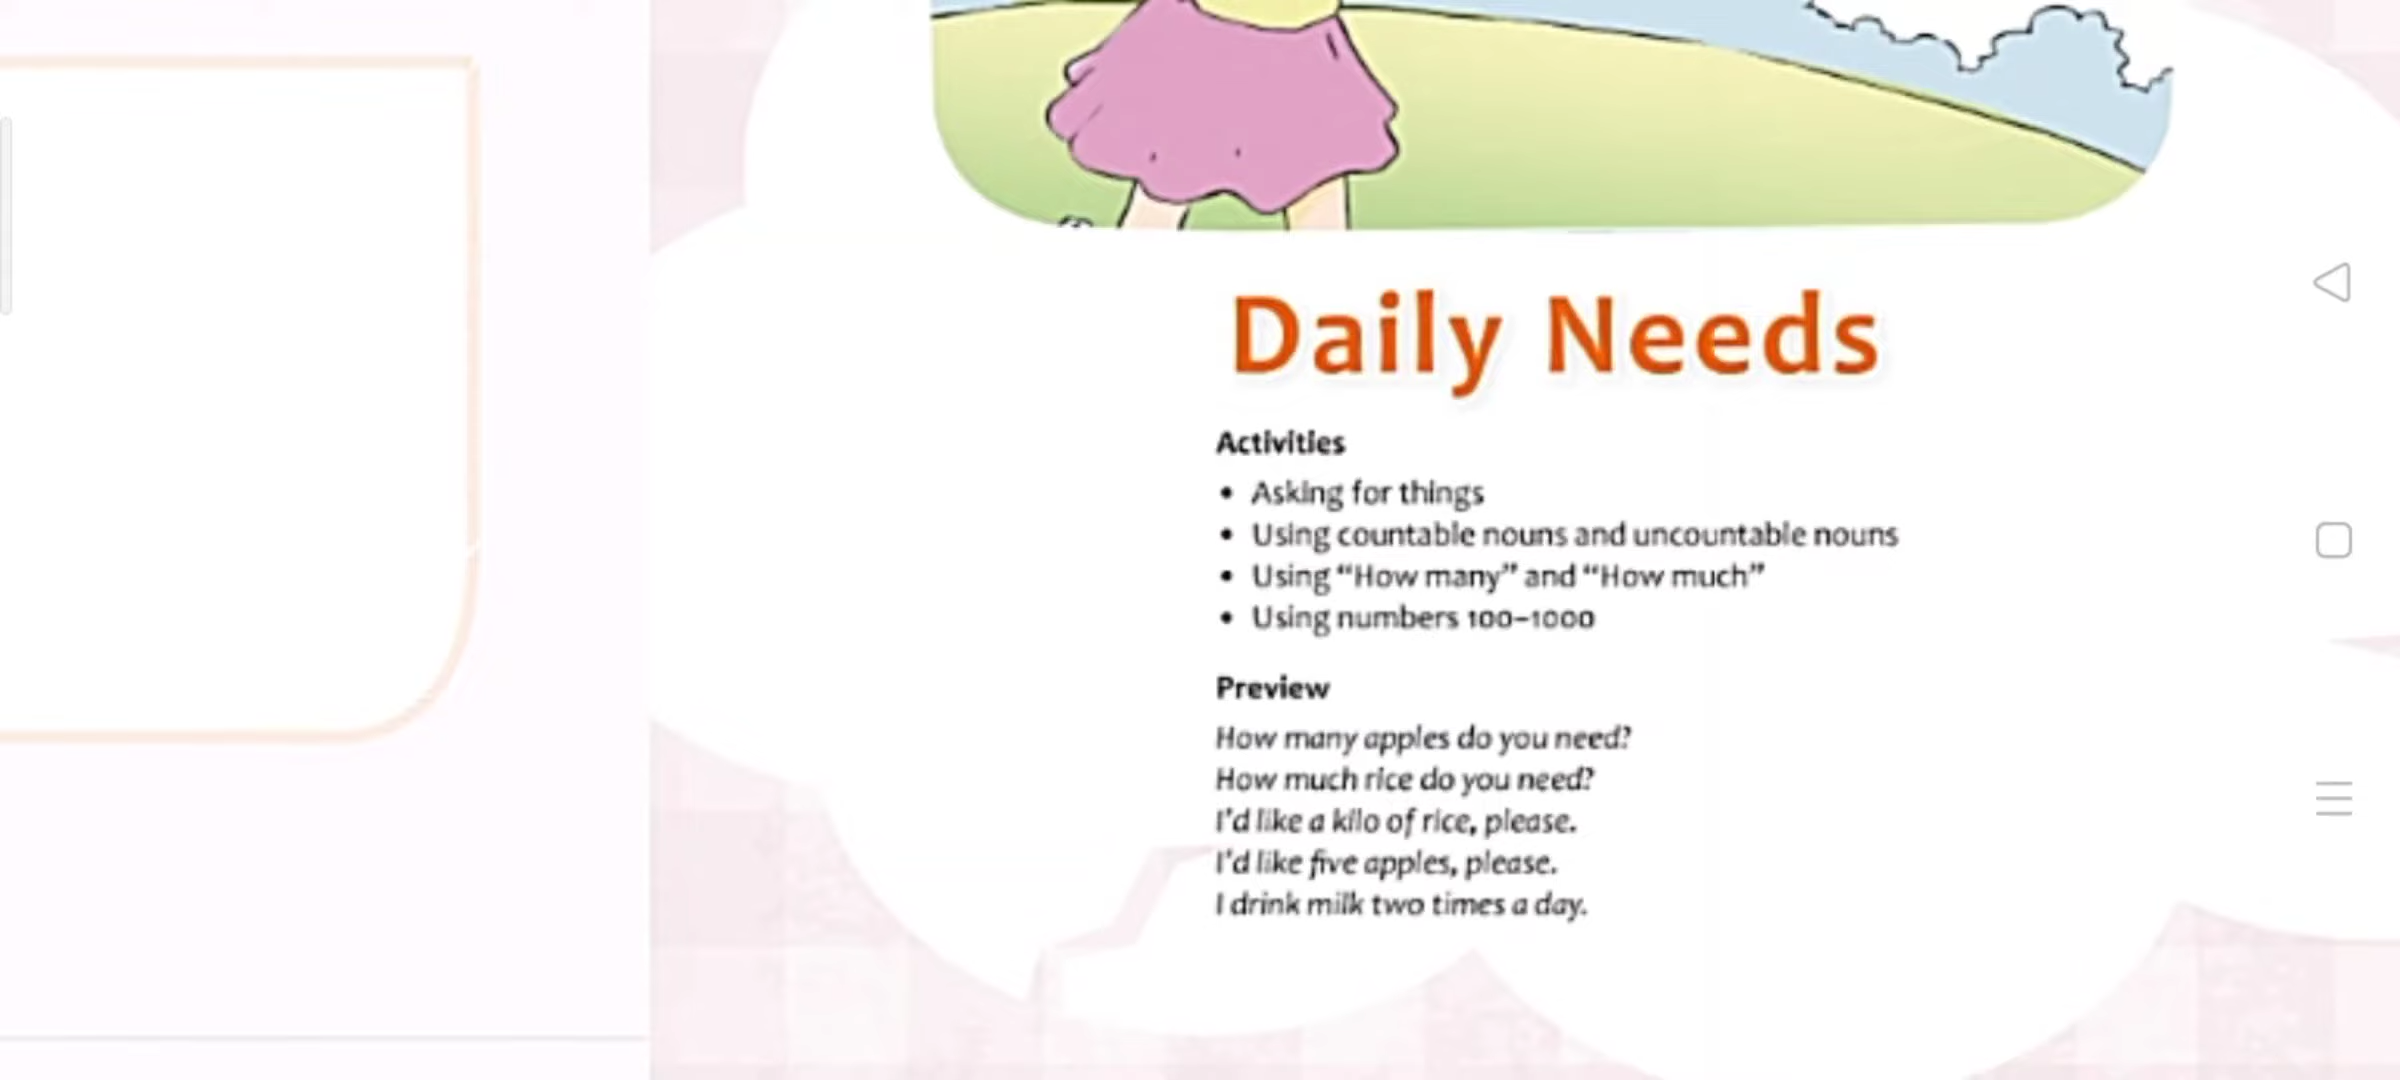 Daily Needs
Activities
• Asking for things
• Using countable nouns and uncountable nouns
• Using “How many” and “How much”
• Using numbers 100–1000
Preview
How many apples do you need?
How much rice do you need?
I'd like a kilo of rice, please.
I'd like five apples, please.
I drink milk two times a day.